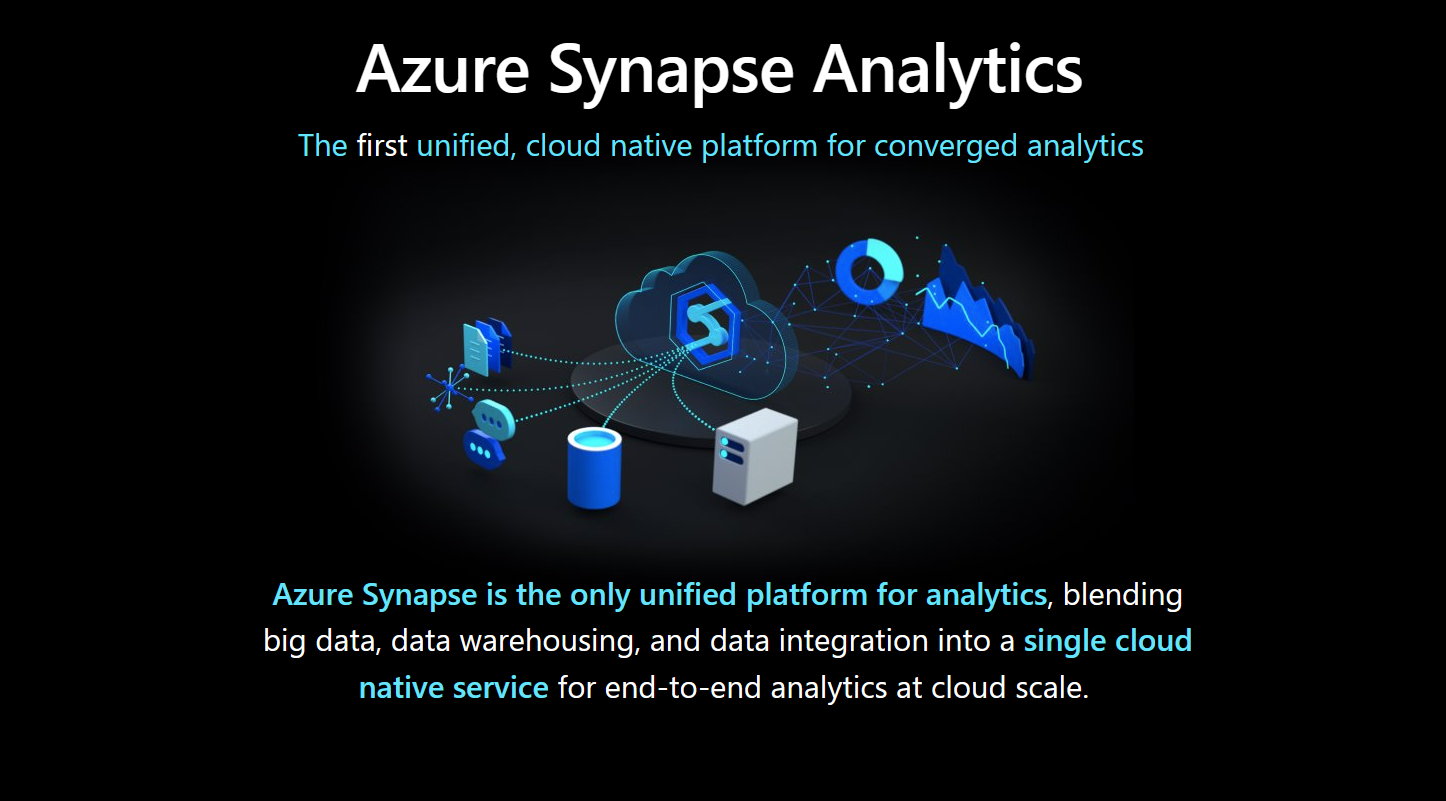 Azure Synapse Analytics
The first unified, cloud native platform for converged analytics
Azure Synapse is the only unified platform for analytics, blending
big data, data warehousing, and data integration into a single cloud
native service for end-to-end analytics at cloud scale.